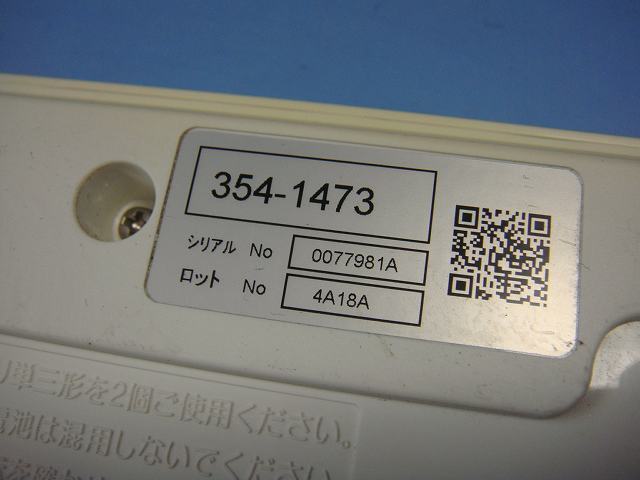 354-1473
シリアル No 0077981A
ロット No 4A18A
単三形を2個ご使用ください。
池は混用しないでください